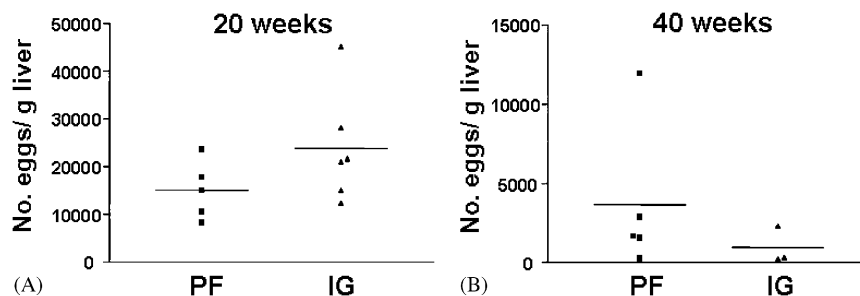 20 weeks
No. eggs/ g liver
50000
40000
30000
20000
10000
0
PF
IG
(A)
40 weeks
No. eggs/ g liver
15000
10000
5000
0
PF
IG
(B)